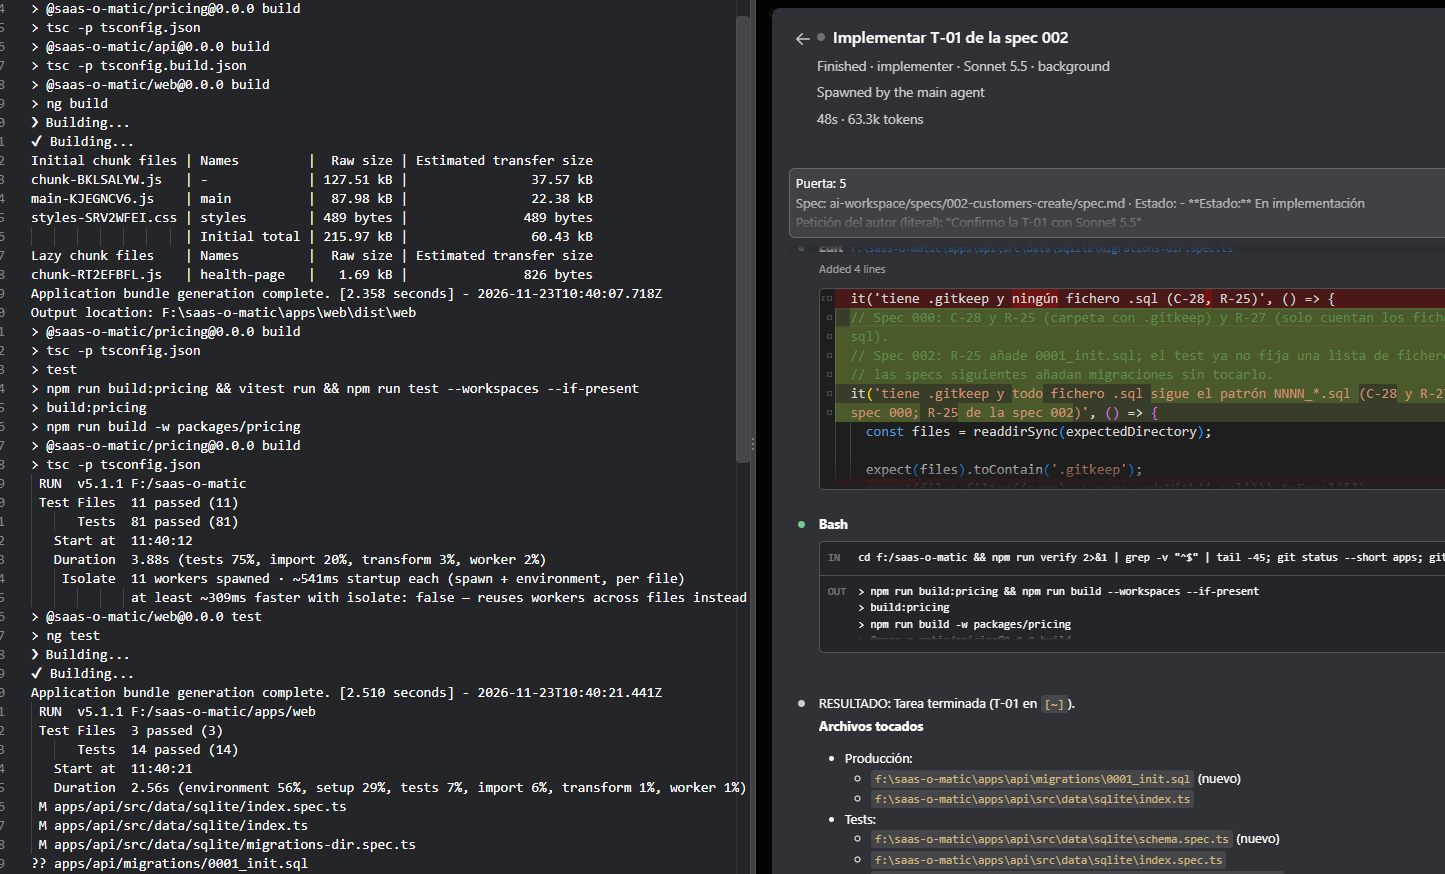 > @saas-o-matic/pricing@0.0.0 build
> tsc -p tsconfig.json
> @saas-o-matic/api@0.0.0 build
> tsc -p tsconfig.build.json
> @saas-o-matic/web@0.0.0 build
> ng build
❯ Building...
✔ Building...
Initial chunk files | Names | Raw size | Estimated transfer size
chunk-BKLSALYW.js | - | 127.51 kB | 37.57 kB
main-KJEGNCV6.js | main | 87.98 kB | 22.38 kB
styles-SRV2WFEI.css | styles | 489 bytes | 489 bytes
| Initial total | 215.97 kB | 60.43 kB
Lazy chunk files | Names | Raw size | Estimated transfer size
chunk-RT2EFBFL.js | health-page | 1.69 kB | 826 bytes
Application bundle generation complete. [2.358 seconds] - 2026-11-23T10:40:07.718Z
Output location: F:\saas-o-matic\apps\web\dist\web
> @saas-o-matic/pricing@0.0.0 build
> tsc -p tsconfig.json
> test
> npm run build:pricing && vitest run && npm run test --workspaces --if-present
> build:pricing
> npm run build -w packages/pricing
> @saas-o-matic/pricing@0.0.0 build
> tsc -p tsconfig.json
RUN v5.1.1 F:/saas-o-matic
Test Files 11 passed (11)
Tests 81 passed (81)
Start at 11:40:12
Duration 3.88s (tests 75%, import 20%, transform 3%, worker 2%)
Isolate 11 workers spawned · ~541ms startup each (spawn + environment, per file)
at least ~309ms faster with isolate: false — reuses workers across files instead
> @saas-o-matic/web@0.0.0 test
> ng test
❯ Building...
✔ Building...
Application bundle generation complete. [2.510 seconds] - 2026-11-23T10:40:21.441Z
RUN v5.1.1 F:/saas-o-matic/apps/web
Test Files 3 passed (3)
Tests 14 passed (14)
Start at 11:40:21
Duration 2.56s (environment 56%, setup 29%, tests 7%, import 6%, transform 1%, worker 1%)
M apps/api/src/data/sqlite/index.spec.ts
M apps/api/src/data/sqlite/index.ts
M apps/api/src/data/sqlite/migrations-dir.spec.ts
?? apps/api/migrations/0001_init.sql
← Implementar T-01 de la spec 002
Finished · implementer · Sonnet 5.5 · background
Spawned by the main agent
48s · 63.3k tokens
Puerta: 5
Spec: ai-workspace/specs/002-customers-create/spec.md · Estado: - **Estado:** En implementación
Petición del autor (literal): "Confirmo la T-01 con Sonnet 5.5"
Edit f:\saas-o-matic\apps\api\src\data\sqlite\migrations-dir.spec.ts
Added 4 lines
it('tiene .gitkeep y ningún fichero .sql (C-28, R-25)', () => {
// Spec 000: C-28 y R-25 (carpeta con .gitkeep) y R-27 (solo cuentan los
sql).
// Spec 002: R-25 añade 0001_init.sql; el test ya no fija una lista de
// las specs siguientes añadan migraciones sin tocarlo.
it('tiene .gitkeep y todo fichero .sql sigue el patrón NNNN_*.sql (C-28 y
spec 000; R-25 de la spec 002)', () => {
const files = readdirSync(expectedDirectory);
expect(files).toContain('.gitkeep');
Bash
IN cd f:/saas-o-matic && npm run verify 2>&1 | grep -v "^$" | tail -45; git status --short apps;
OUT > npm run build:pricing && npm run build --workspaces --if-present
> build:pricing
> npm run build -w packages/pricing
RESULTADO: Tarea terminada (T-01 en [~]).
Archivos tocados
• Producción:
f:\saas-o-matic\apps\api\migrations\0001_init.sql (nuevo)
f:\saas-o-matic\apps\api\src\data\sqlite\index.ts
• Tests:
f:\saas-o-matic\apps\api\src\data\sqlite\schema.spec.ts (nuevo)
f:\saas-o-matic\apps\api\src\data\sqlite\index.spec.ts